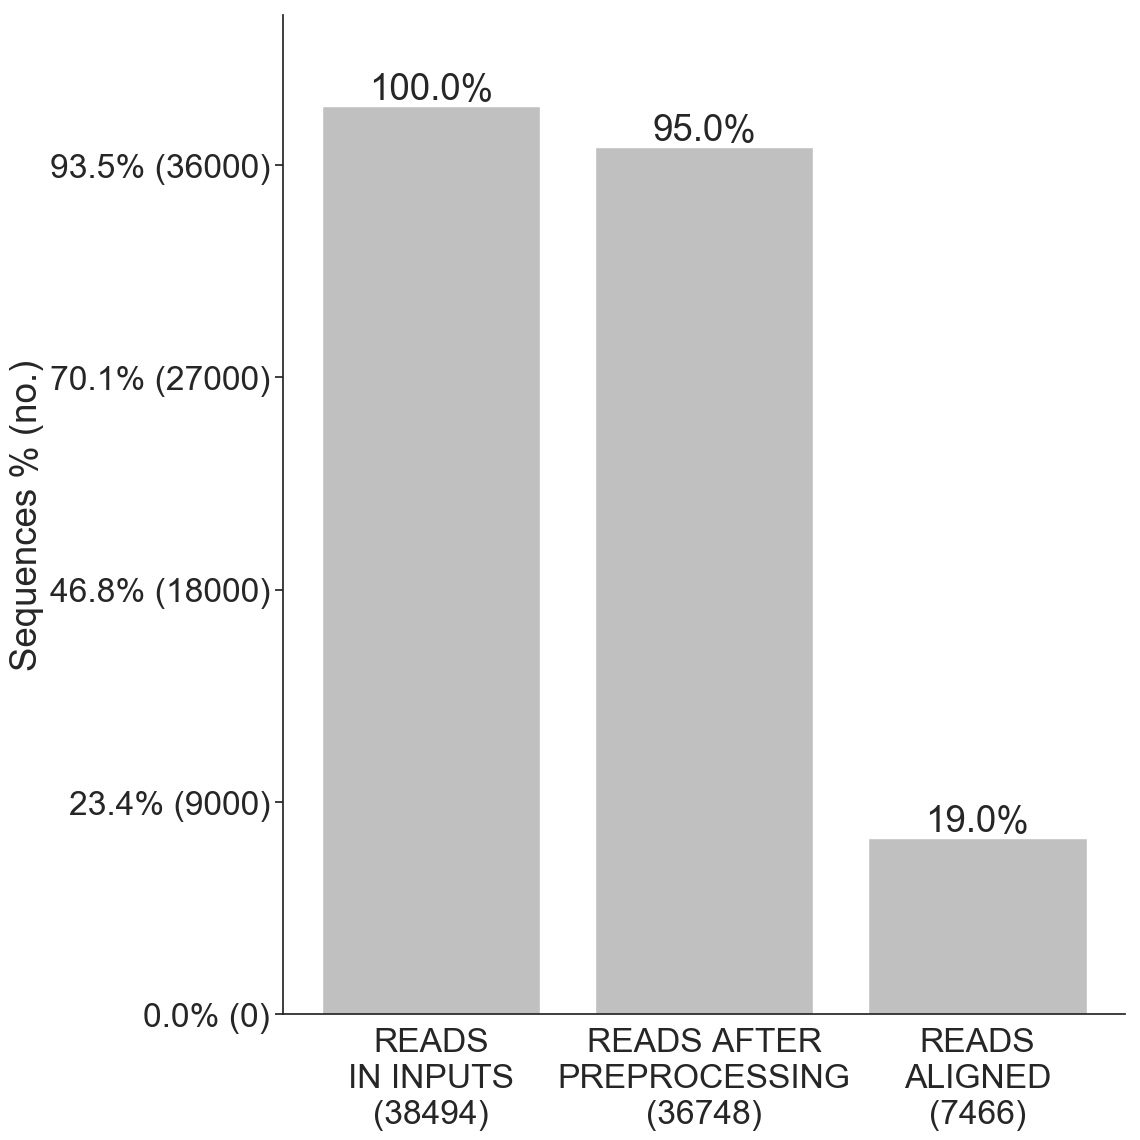 Sequences % (no.)
93.5% (36000)
70.1% (27000)
46.8% (18000)
23.4% (9000)
0.0% (0)
100.0%
95.0%
19.0%
READS
IN INPUTS
(38494)
READS AFTER
PREPROCESSING
(36748)
READS
ALIGNED
(7466)